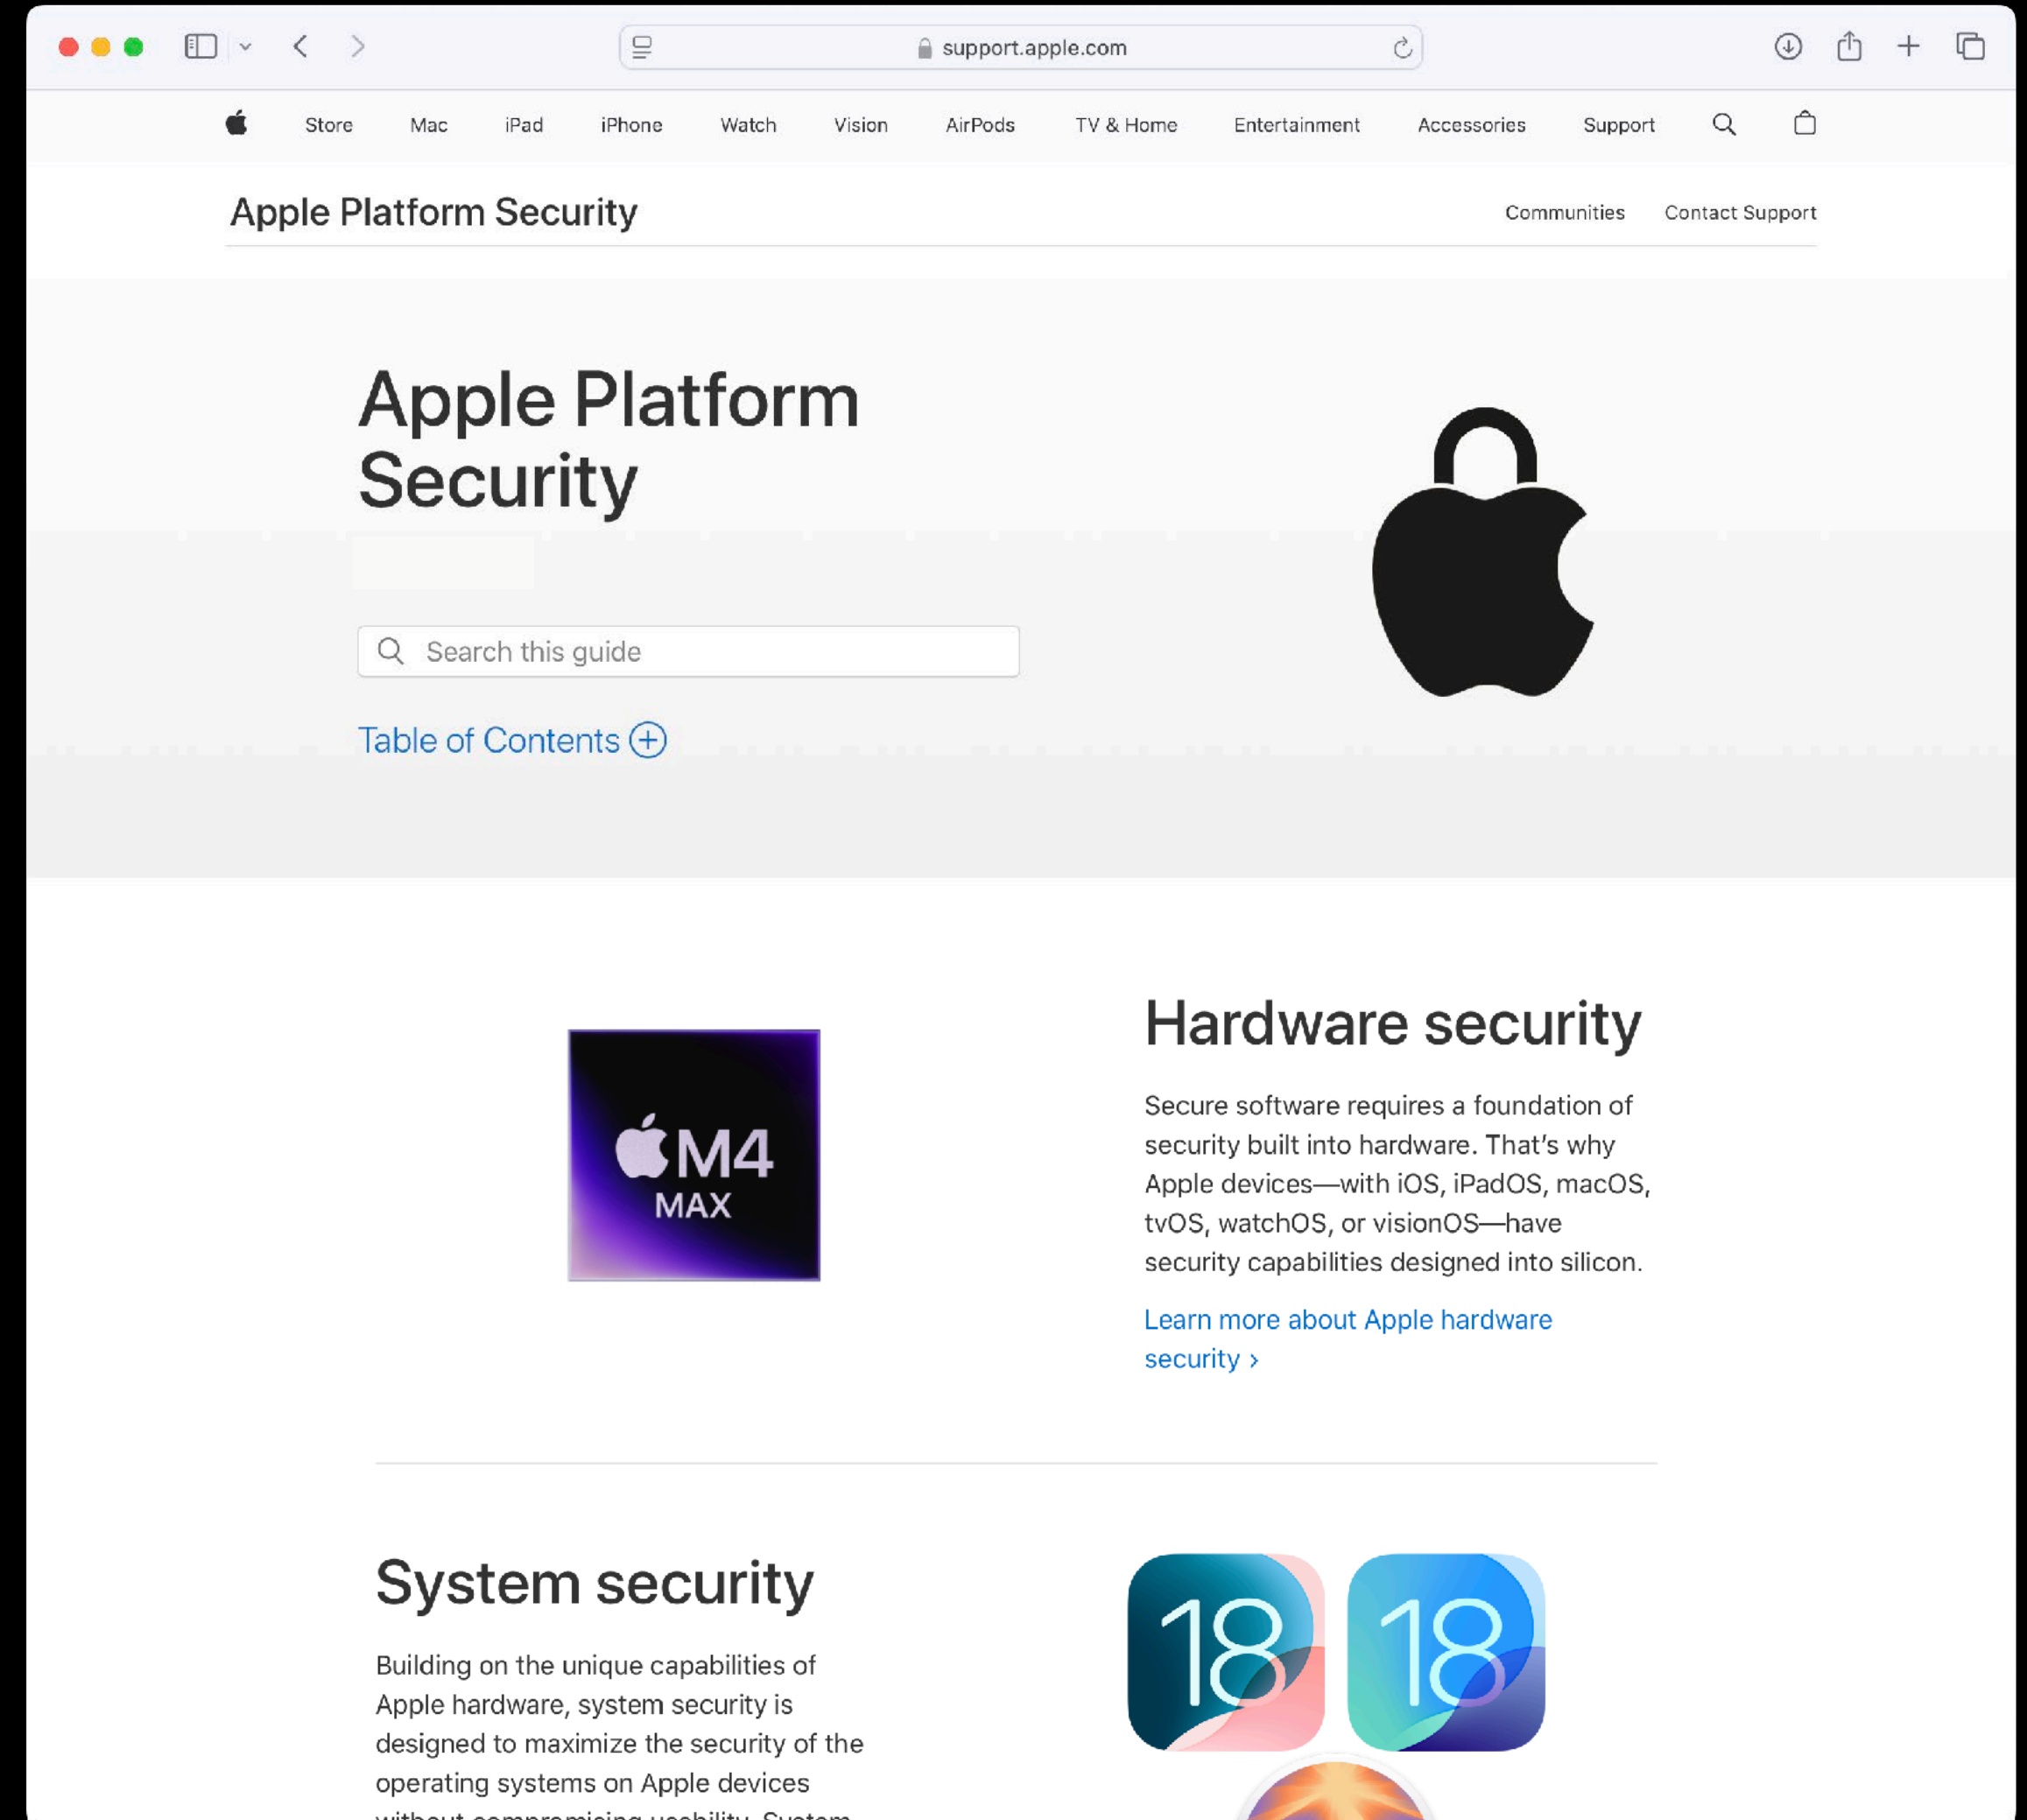 support.apple.com
Store Mac iPad iPhone Watch Vision AirPods TV & Home Entertainment Accessories Support
Apple Platform Security
Communities Contact Support
Apple Platform
Security
Search this guide
Table of Contents
M4
MAX
Hardware security
Secure software requires a foundation of
security built into hardware. That’s why
Apple devices—with iOS, iPadOS, macOS,
tvOS, watchOS, or visionOS—have
security capabilities designed into silicon.
Learn more about Apple hardware
security ›
System security
Building on the unique capabilities of
Apple hardware, system security is
designed to maximize the security of the
operating systems on Apple devices
without compromising usability. System
18 18